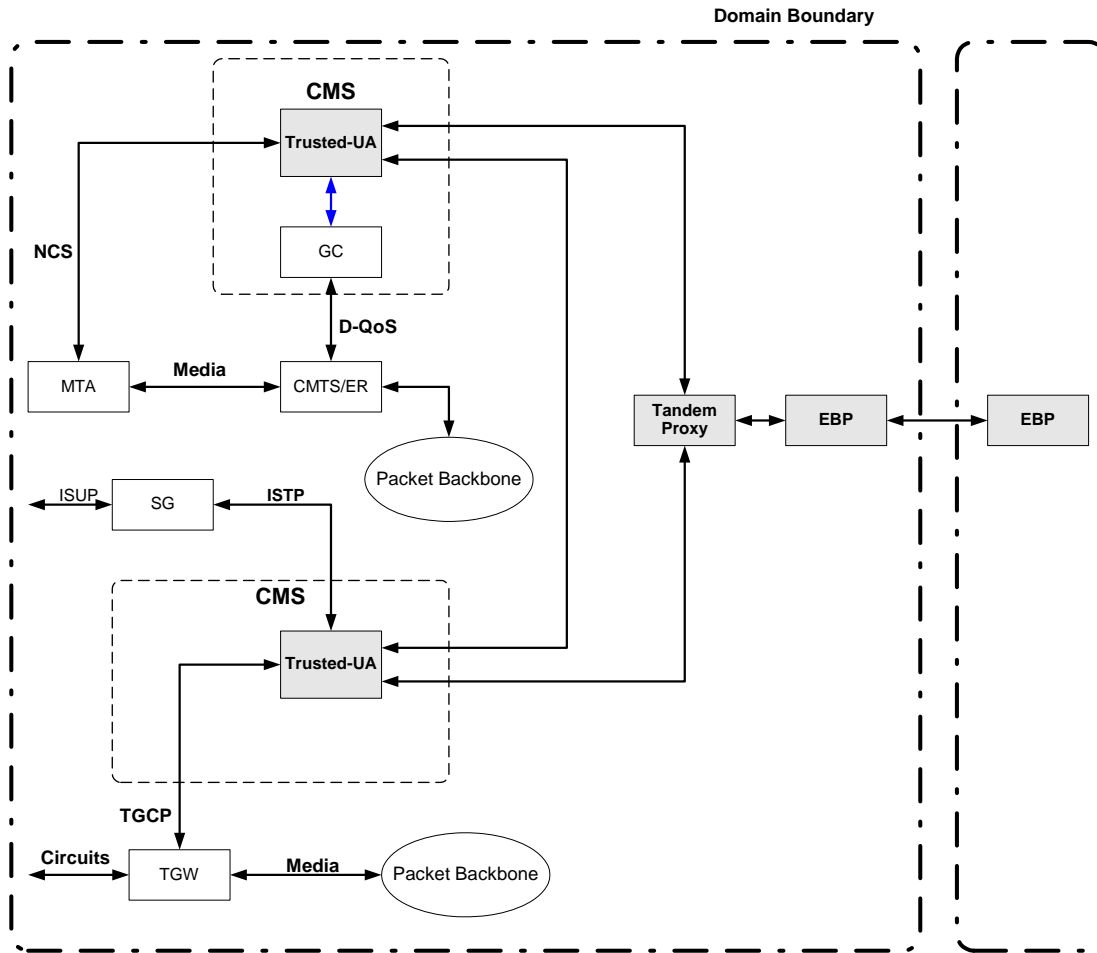 Domain Boundary
CMS
Trusted-UA
NCS
GC
D-QoS
MTA
Media
CMTS/ER
Tandem
Proxy
EBP
EBP
Packet Backbone
ISUP
SG
ISTP
CMS
Trusted-UA
TGCP
Circuits
TGW
Media
Packet Backbone